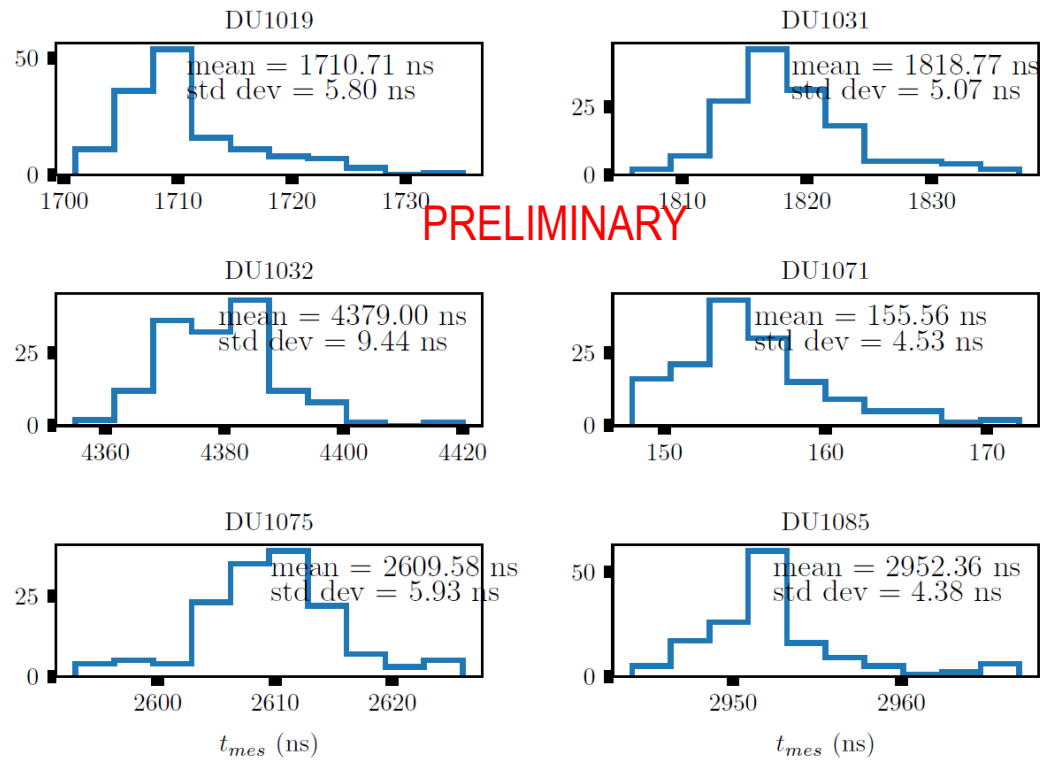 DU1019
DU1031
50
mean = 1710.71 ns
std dev = 5.80 ns
0
1700 1710 1720 1730
25
mean = 1818.77 ns
std dev = 5.07 ns
0
1810 1820 1830
PRELIMINARY
DU1032
DU1071
25
mean = 4379.00 ns
std dev = 9.44 ns
0
4360 4380 4400 4420
25
mean = 155.56 ns
std dev = 4.53 ns
0
150 160 170
DU1075
DU1085
25
mean = 2609.58 ns
std dev = 5.93 ns
0
2600 2610 2620
t_mes (ns)
50
mean = 2952.36 ns
std dev = 4.38 ns
0
2950 2960
t_mes (ns)